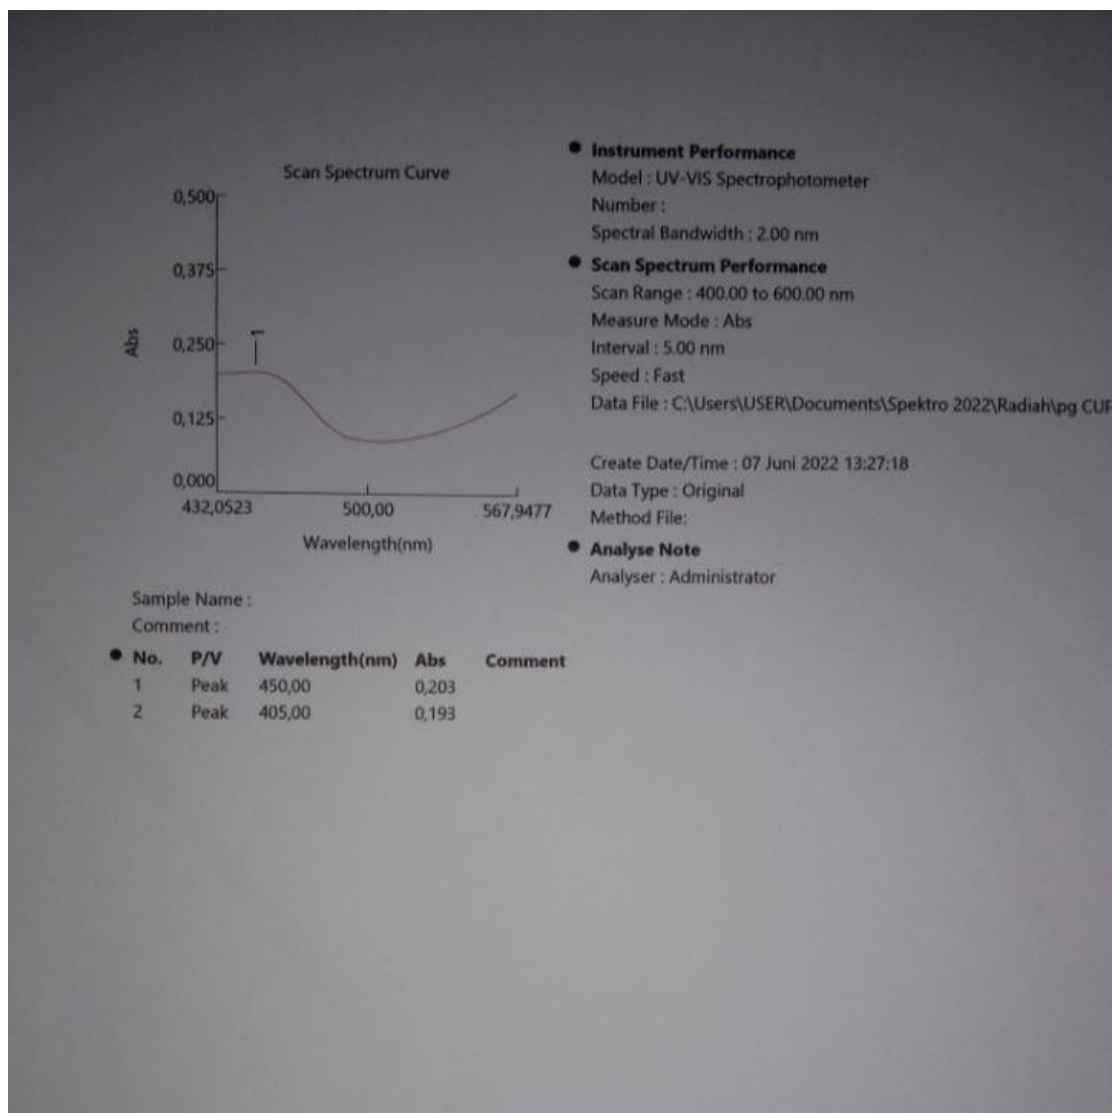 Scan Spectrum Curve
0,500
0,375
0,250
0,125
0,000
Abs
1
432,0523 500,00 567,9477
Wavelength(nm)
● Instrument Performance
Model : UV-VIS Spectrophotometer
Number :
Spectral Bandwidth : 2.00 nm
● Scan Spectrum Performance
Scan Range : 400.00 to 600.00 nm
Measure Mode : Abs
Interval : 5.00 nm
Speed : Fast
Data File : C:\Users\USER\Documents\Spektro 2022\Radiah\pg CUP
Create Date/Time : 07 Juni 2022 13:27:18
Data Type : Original
Method File:
● Analyse Note
Analyser : Administrator
Sample Name :
Comment :
● No. P/V Wavelength(nm) Abs Comment
1 Peak 450,00 0,203
2 Peak 405,00 0,193